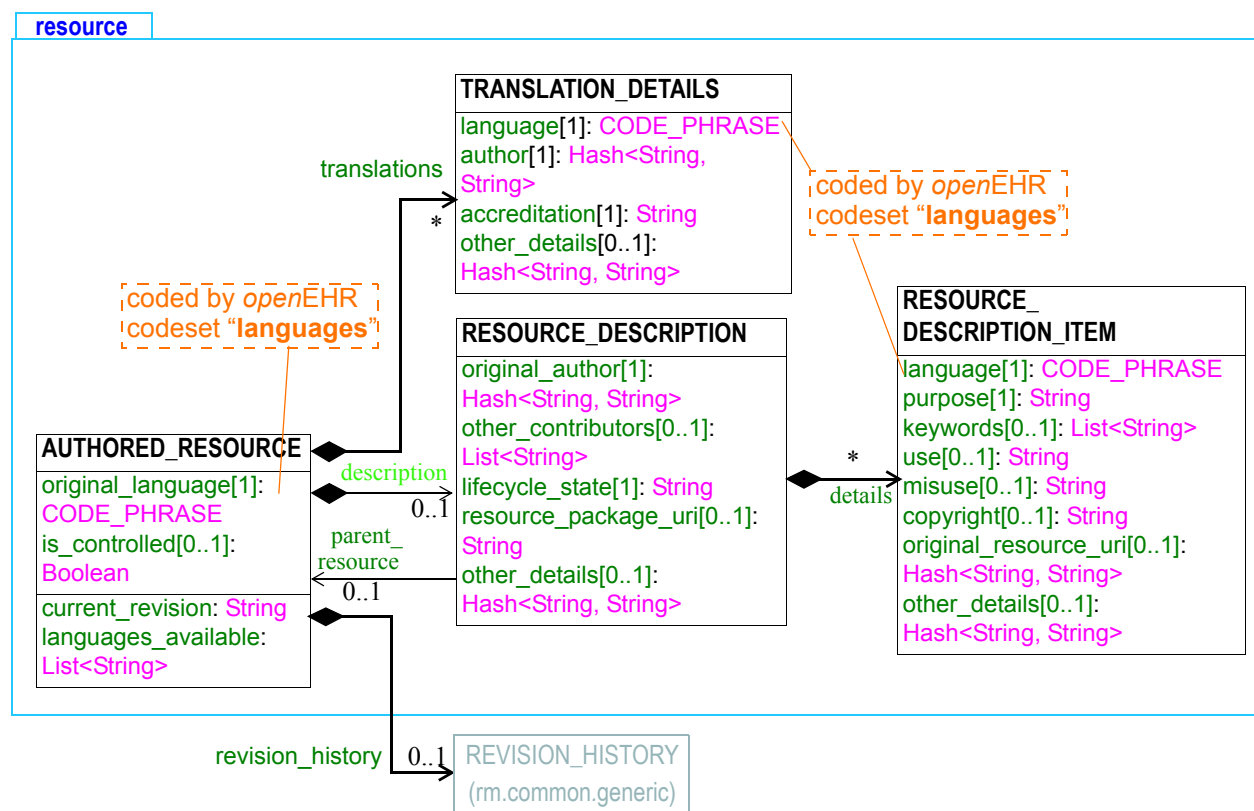 resource
TRANSLATION_DETAILS
language[1]: CODE_PHRASE
author[1]: Hash<String,
String>
accreditation[1]: String
other_details[0..1]:
Hash<String, String>
translations
*
coded by openEHR
codeset “languages”
coded by openEHR
codeset “languages”
RESOURCE_DESCRIPTION
original_author[1]:
Hash<String, String>
other_contributors[0..1]:
List<String>
lifecycle_state[1]: String
resource_package_uri[0..1]:
String
other_details[0..1]:
Hash<String, String>
RESOURCE_
DESCRIPTION_ITEM
language[1]: CODE_PHRASE
purpose[1]: String
keywords[0..1]: List<String>
use[0..1]: String
misuse[0..1]: String
copyright[0..1]: String
original_resource_uri[0..1]:
Hash<String, String>
other_details[0..1]:
Hash<String, String>
*
details
AUTHORED_RESOURCE
original_language[1]:
CODE_PHRASE
is_controlled[0..1]:
Boolean
current_revision: String
languages_available:
List<String>
description
0..1
parent_
resource
0..1
revision_history
0..1
REVISION_HISTORY
(rm.common.generic)